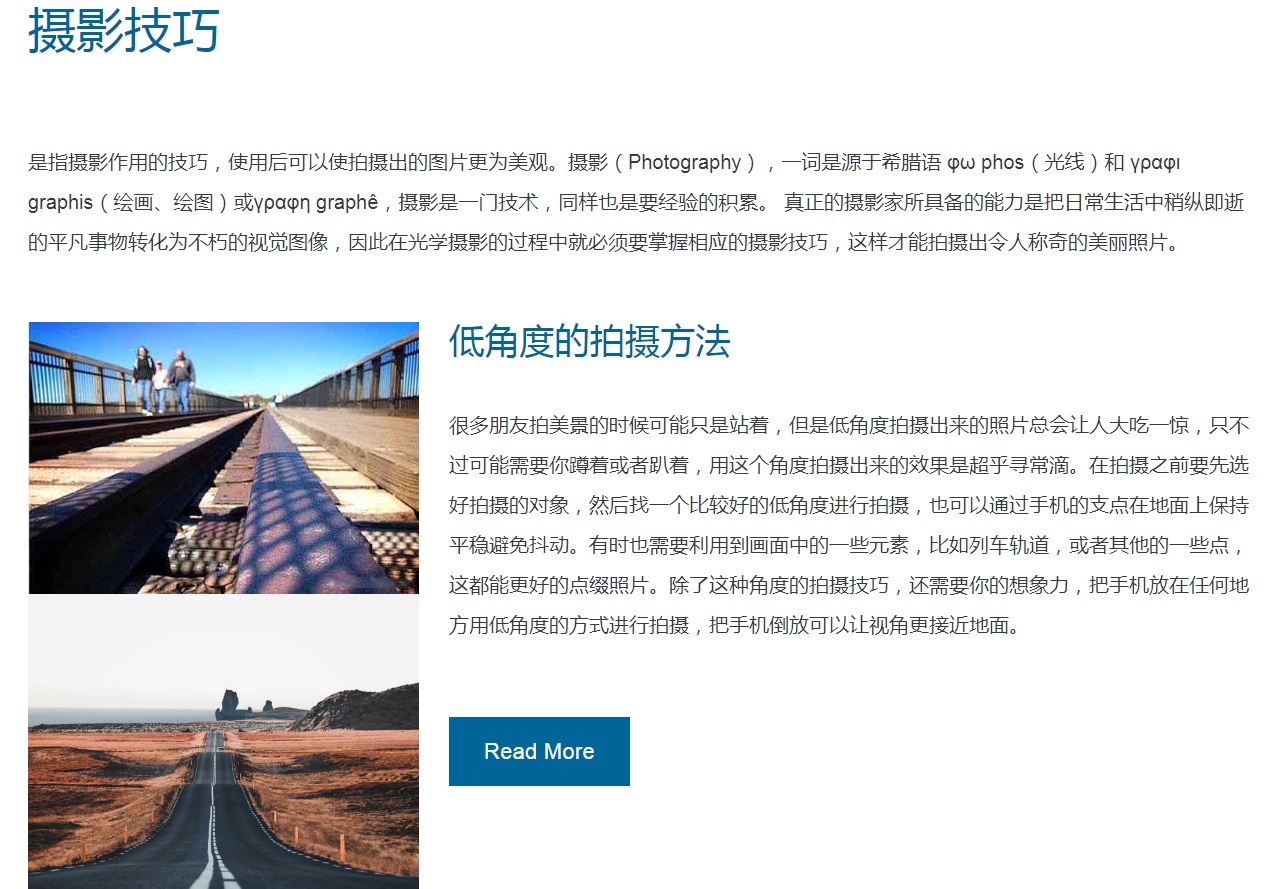 摄影技巧
是指摄影作用的技巧，使用后可以使拍摄出的图片更为美观。摄影（Photography），一词是源于希腊语 φω phos（光线）和 γραφι
graphis（绘画、绘图）或γραφη graphê，摄影是一门技术，同样也是要经验的积累。 真正的摄影家所具备的能力是把日常生活中稍纵即逝
的平凡事物转化为不朽的视觉图像，因此在光学摄影的过程中就必须要掌握相应的摄影技巧，这样才能拍摄出令人称奇的美丽照片。
低角度的拍摄方法
很多朋友拍美景的时候可能只是站着，但是低角度拍摄出来的照片总会让人大吃一惊，只不
过可能需要你蹲着或者趴着，用这个角度拍摄出来的效果是超乎寻常滴。在拍摄之前要先选
好拍摄的对象，然后找一个比较好的低角度进行拍摄，也可以通过手机的支点在地面上保持
平稳避免抖动。有时也需要利用到画面中的一些元素，比如列车轨道，或者其他的一些点，
这都能更好的点缀照片。除了这种角度的拍摄技巧，还需要你的想象力，把手机放在任何地
方用低角度的方式进行拍摄，把手机倒放可以让视角更接近地面。
Read More